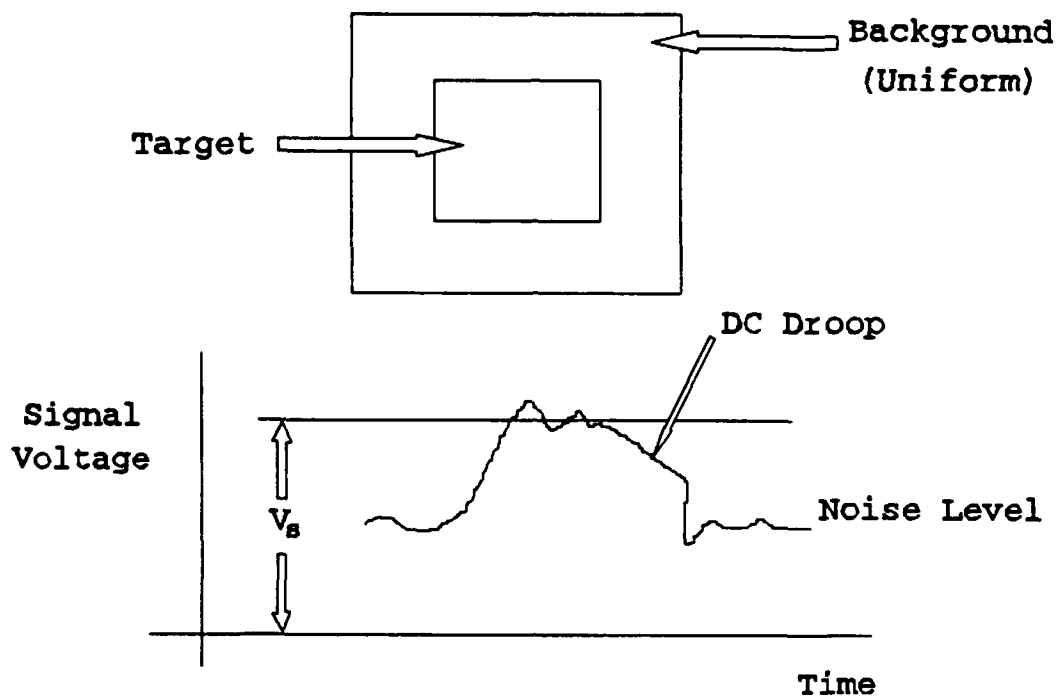 Background
(Uniform)
Target
DC Droop
Signal
Voltage
Vs
Noise Level
Time